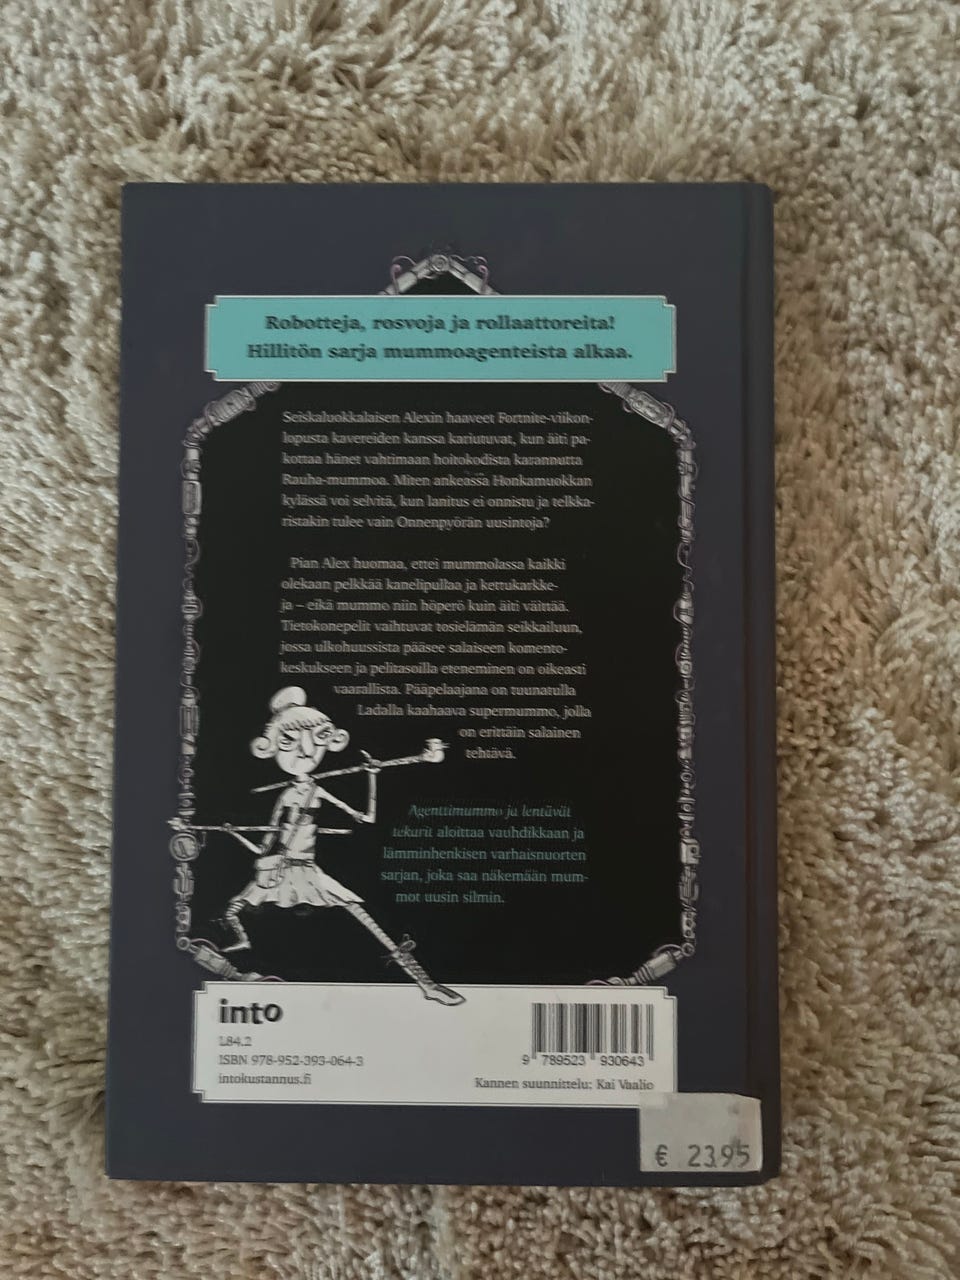 Robotteja, rosvoja ja rollaattoreita!
Hillitön sarja mummoagenteista alkaa.
Seiskaluokkalaisen Alexin haaveet Fortnite-viikon-
lopusta kavereiden kanssa kariutuvat, kun äiti pa-
kottaa hänet vahtimaan hoitokodista karannutta
Rauha-mummoa. Miten ankeassa Honkamuokkan
kylässä voi selvitä, kun lanitus ei onnistu ja telkka-
ristakin tulee vain Onnenpyörän uusintoja?
Pian Alex huomaa, ettei mummolassa kaikki
olekaan pelkkää kanelipullaa ja kettukarkke-
ja – eikä mummo niin höperö kuin äiti väittää.
Tietokonepelit vaihtuvat tosielämän seikkailuun,
jossa ulkohuussista pääsee salaiseen komento-
keskukseen ja pelitasoilla eteneminen on oikeasti
vaarallista. Pääpelaajana on tuunatulla
Ladalla kaahaava supermummo, jolla
on erittäin salainen
tehtävä.
Agenttimummo ja lentävät
tekarit aloittaa vauhdikkaan ja
lämminhenkisen varhaisnuorten
sarjan, joka saa näkemään mum-
mot uusin silmin.
into
L84.2
ISBN 978-952-393-064-3
intokustannus.fi
9 789523 930643
Kannen suunnittelu: Kai Vaalio
€ 23.95